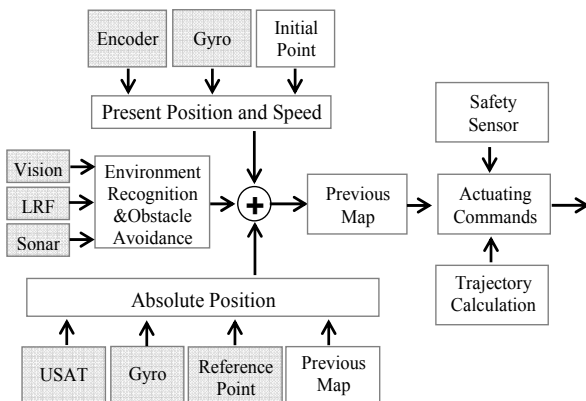 Encoder
Gyro
Initial
Point
Present Position and Speed
Safety
Sensor
Vision
LRF
Sonar
Environment
Recognition
&Obstacle
Avoidance
+
Previous
Map
Actuating
Commands
Absolute Position
Trajectory
Calculation
USAT
Gyro
Reference
Point
Previous
Map